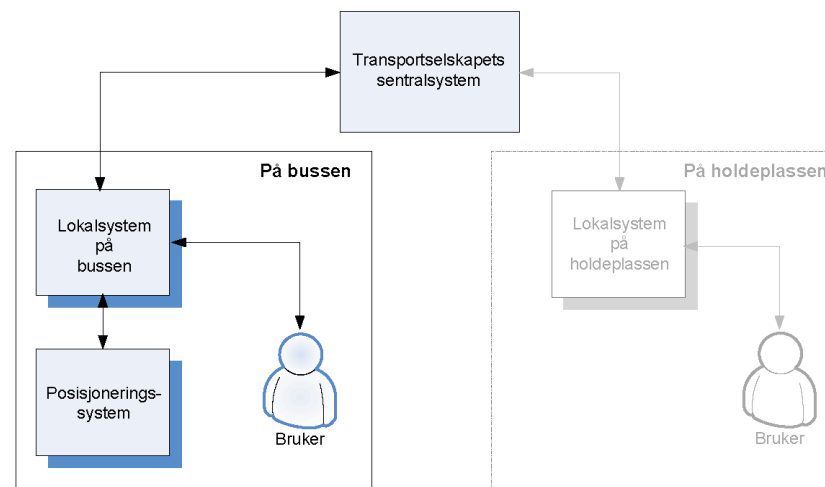 Transportselskapets
sentralsystem
På bussen
Lokalsystem
på
bussen
Posisjonerings-
system
Bruker
På holdeplassen
Lokalsystem
på
holdeplassen
Bruker